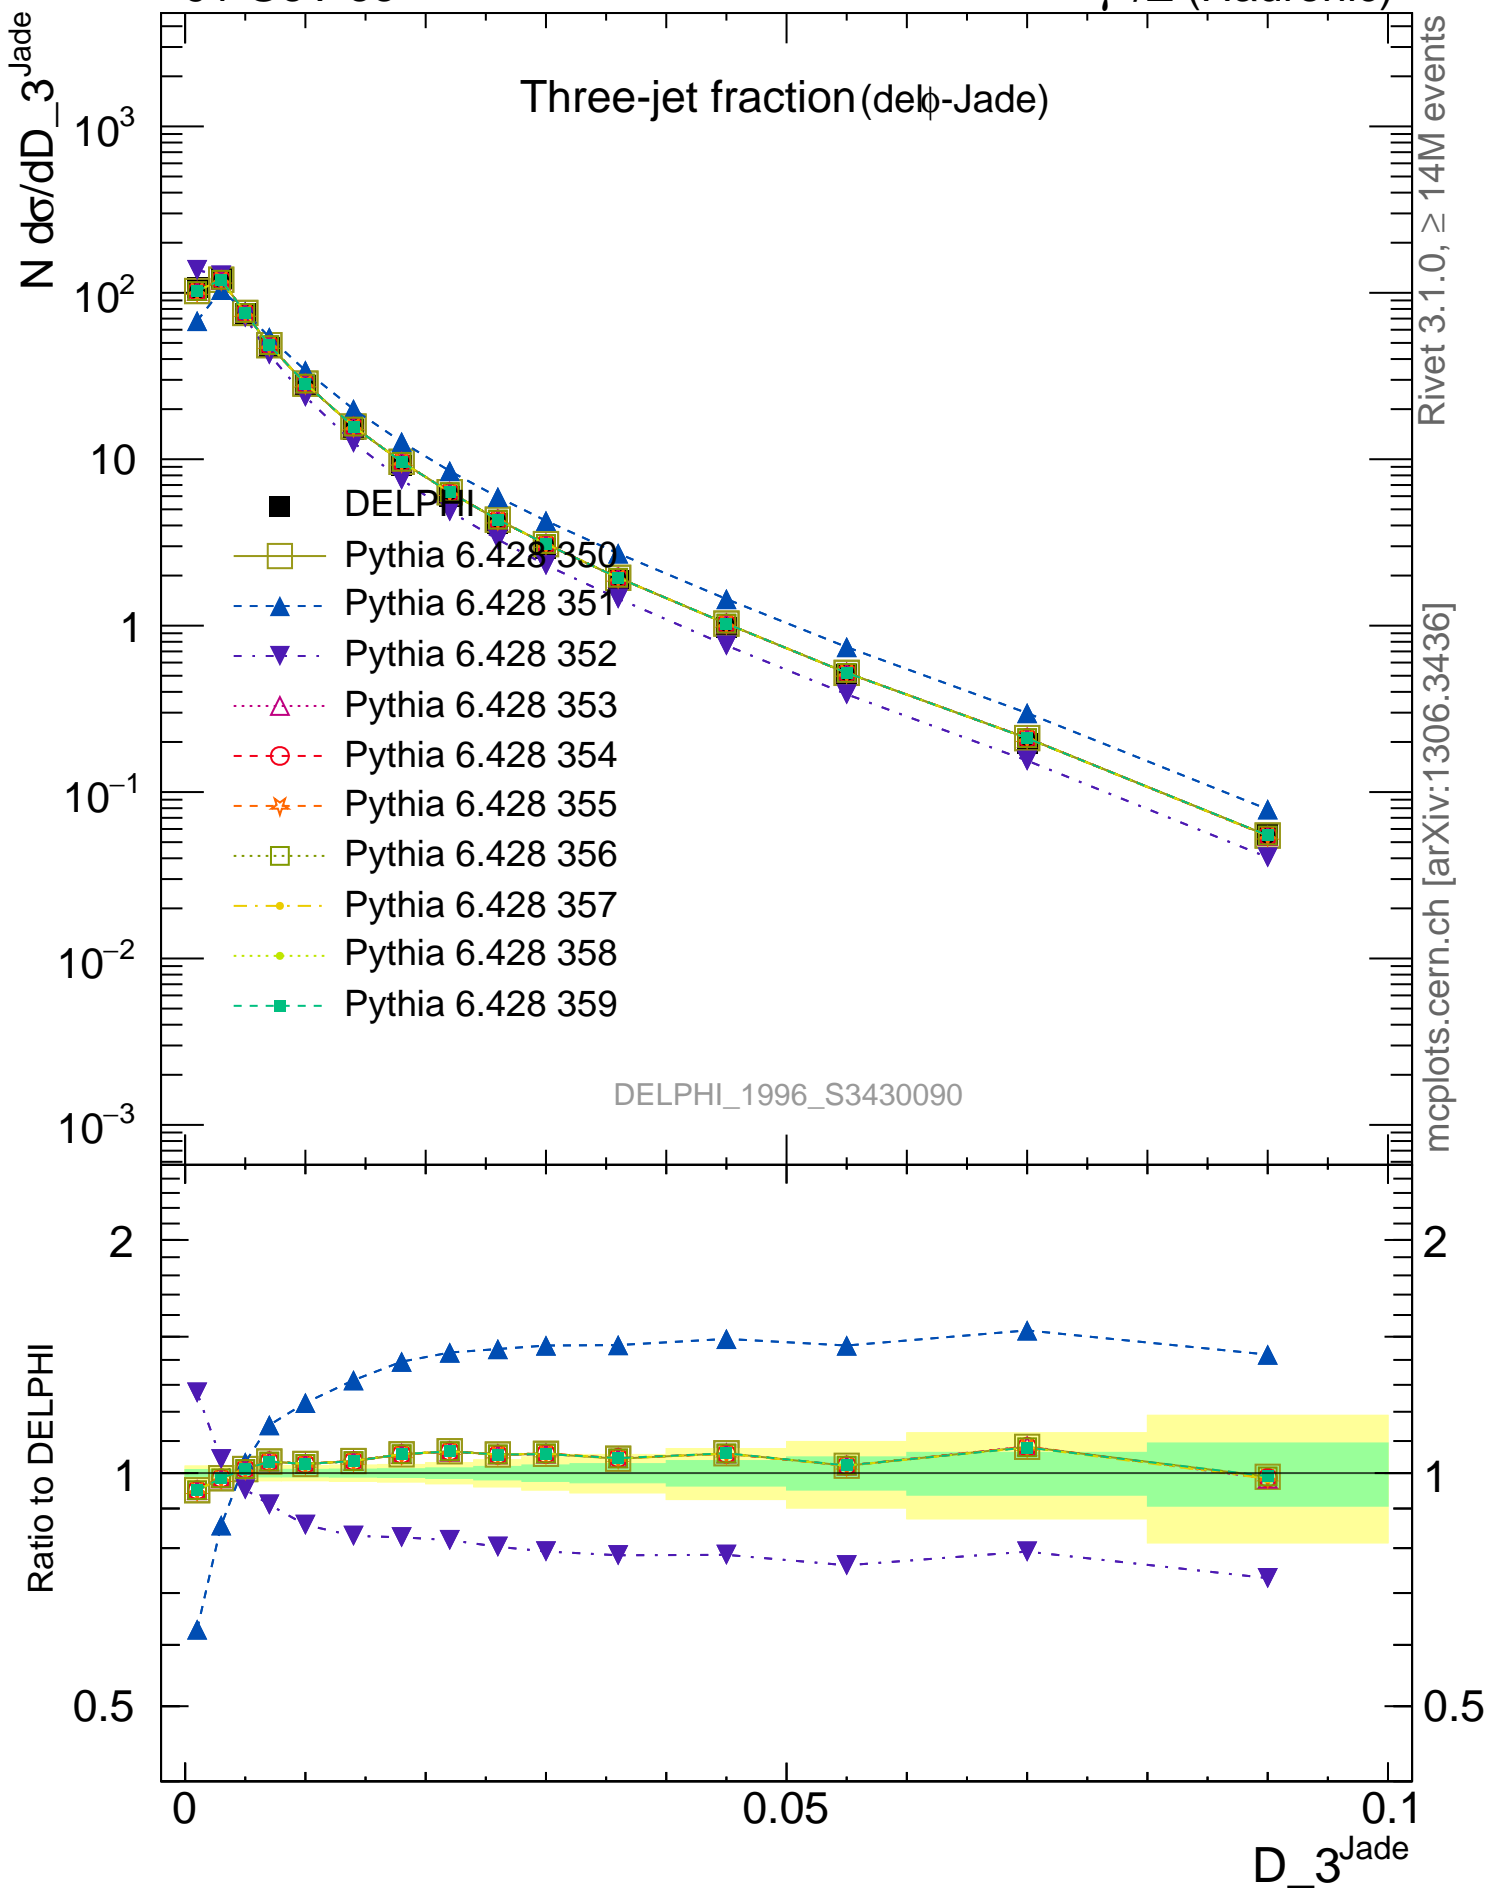 Three-jet fraction (delϕ-Jade)
N dσ/dD_3^Jade
10^3
10^2
10
1
10^−1
10^−2
10^−3
DELPHI
Pythia 6.428 350
Pythia 6.428 351
Pythia 6.428 352
Pythia 6.428 353
Pythia 6.428 354
Pythia 6.428 355
Pythia 6.428 356
Pythia 6.428 357
Pythia 6.428 358
Pythia 6.428 359
DELPHI_1996_S3430090
Rivet 3.1.0, ≥ 14M events
mcplots.cern.ch [arXiv:1306.3436]
Ratio to DELPHI
2
1
0.5
2
1
0.5
0
0.05
0.1
D_3^Jade